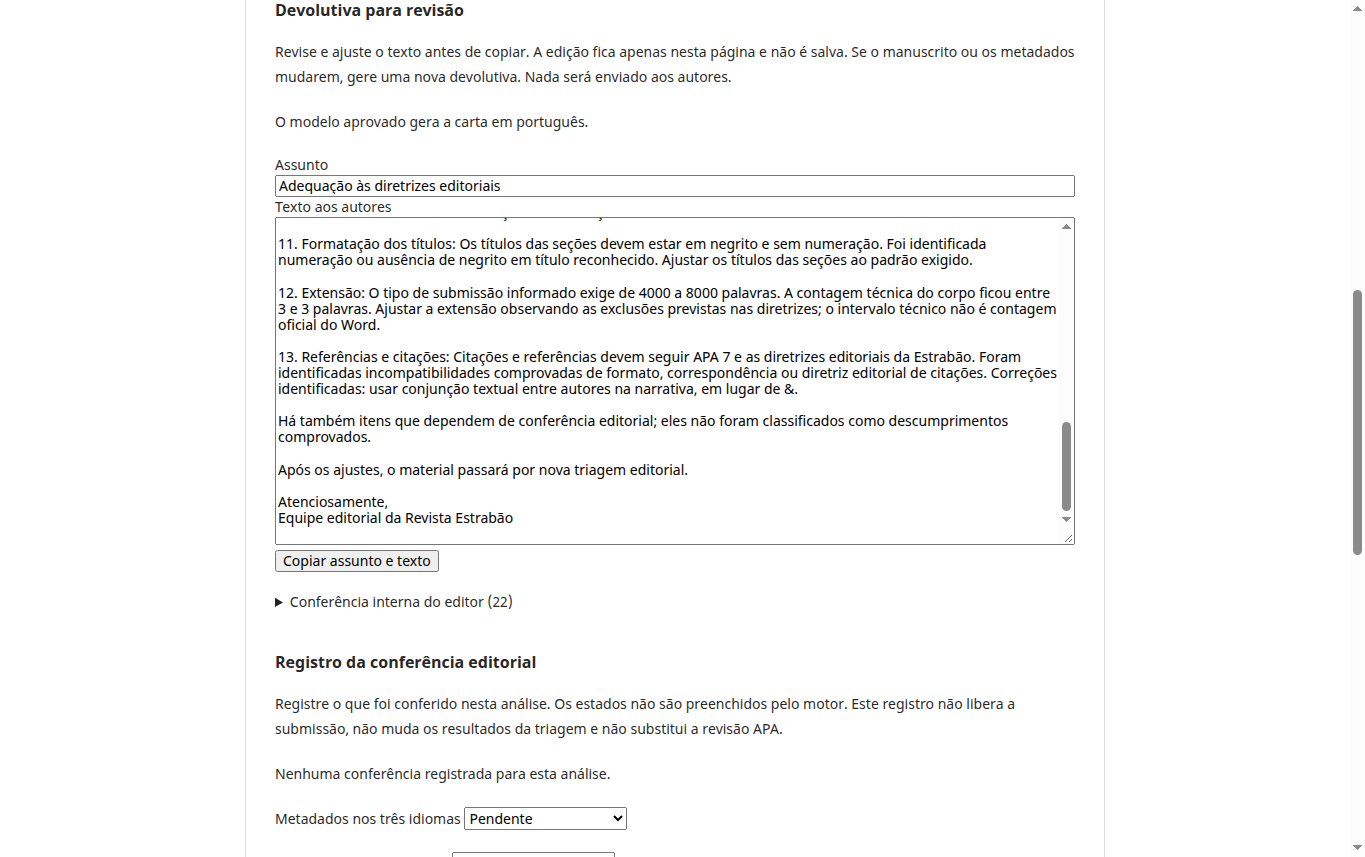 Devolutiva para revisão
Revise e ajuste o texto antes de copiar. A edição fica apenas nesta página e não é salva. Se o manuscrito ou os metadados
mudarem, gere uma nova devolutiva. Nada será enviado aos autores.
O modelo aprovado gera a carta em português.
Assunto
Adequação às diretrizes editoriais
Texto aos autores
11. Formatação dos títulos: Os títulos das seções devem estar em negrito e sem numeração. Foi identificada
numeração ou ausência de negrito em título reconhecido. Ajustar os títulos das seções ao padrão exigido.
12. Extensão: O tipo de submissão informado exige de 4000 a 8000 palavras. A contagem técnica do corpo ficou entre
3 e 3 palavras. Ajustar a extensão observando as exclusões previstas nas diretrizes; o intervalo técnico não é contagem
oficial do Word.
13. Referências e citações: Citações e referências devem seguir APA 7 e as diretrizes editoriais da Estrabão. Foram
identificadas incompatibilidades comprovadas de formato, correspondência ou diretriz editorial de citações. Correções
identificadas: usar conjunção textual entre autores na narrativa, em lugar de &.
Há também itens que dependem de conferência editorial; eles não foram classificados como descumprimentos
comprovados.
Após os ajustes, o material passará por nova triagem editorial.
Atenciosamente,
Equipe editorial da Revista Estrabão
Copiar assunto e texto
Conferência interna do editor (22)
Registro da conferência editorial
Registre o que foi conferido nesta análise. Os estados não são preenchidos pelo motor. Este registro não libera a
submissão, não muda os resultados da triagem e não substitui a revisão APA.
Nenhuma conferência registrada para esta análise.
Metadados nos três idiomas Pendente